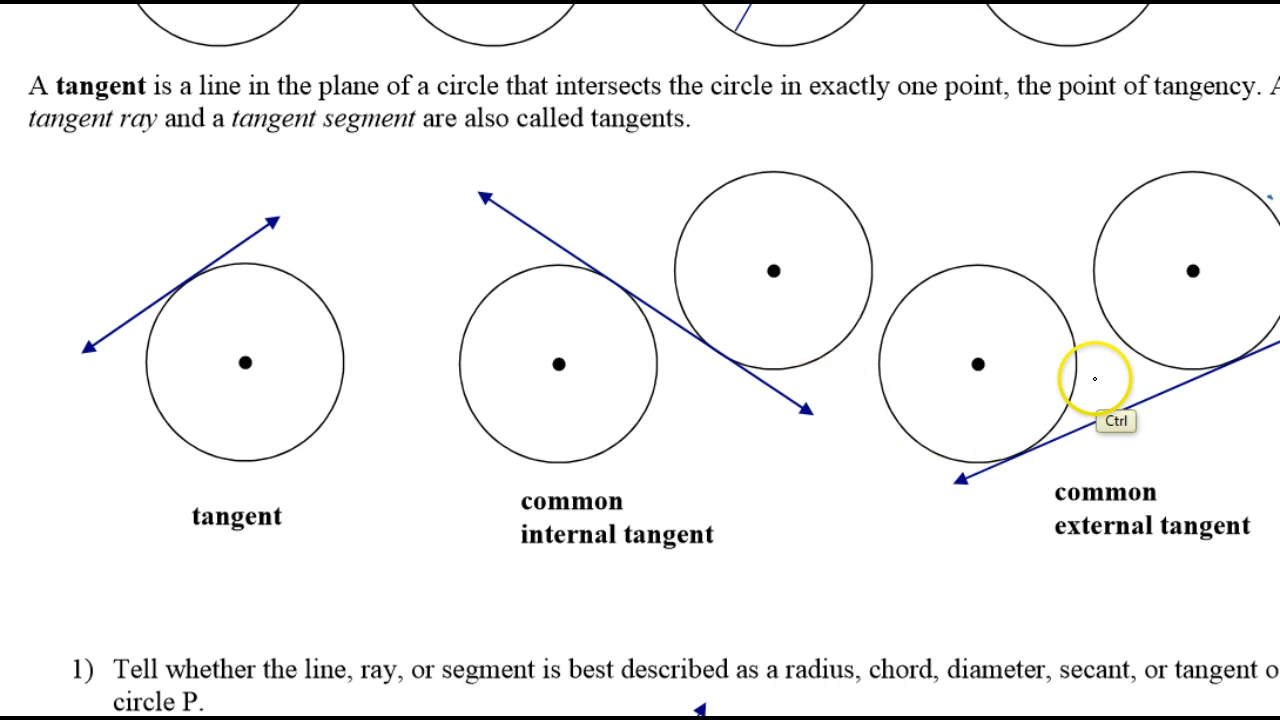 A tangent is a line in the plane of a circle that intersects the circle in exactly one point, the point of tangency. A
tangent ray and a tangent segment are also called tangents.
Ctrl
tangent
common
internal tangent
common
external tangent
1) Tell whether the line, ray, or segment is best described as a radius, chord, diameter, secant, or tangent o
circle P.